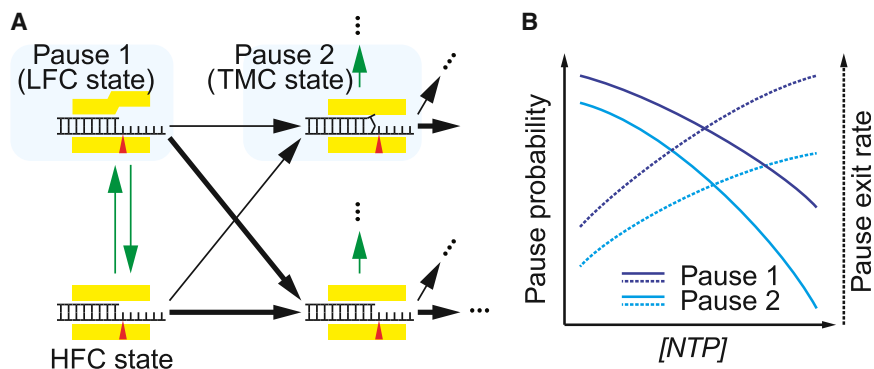 A
Pause 1
(LFC state)
Pause 2
(TMC state)
HFC state
B
Pause probability
Pause exit rate
Pause 1
Pause 2
[NTP]